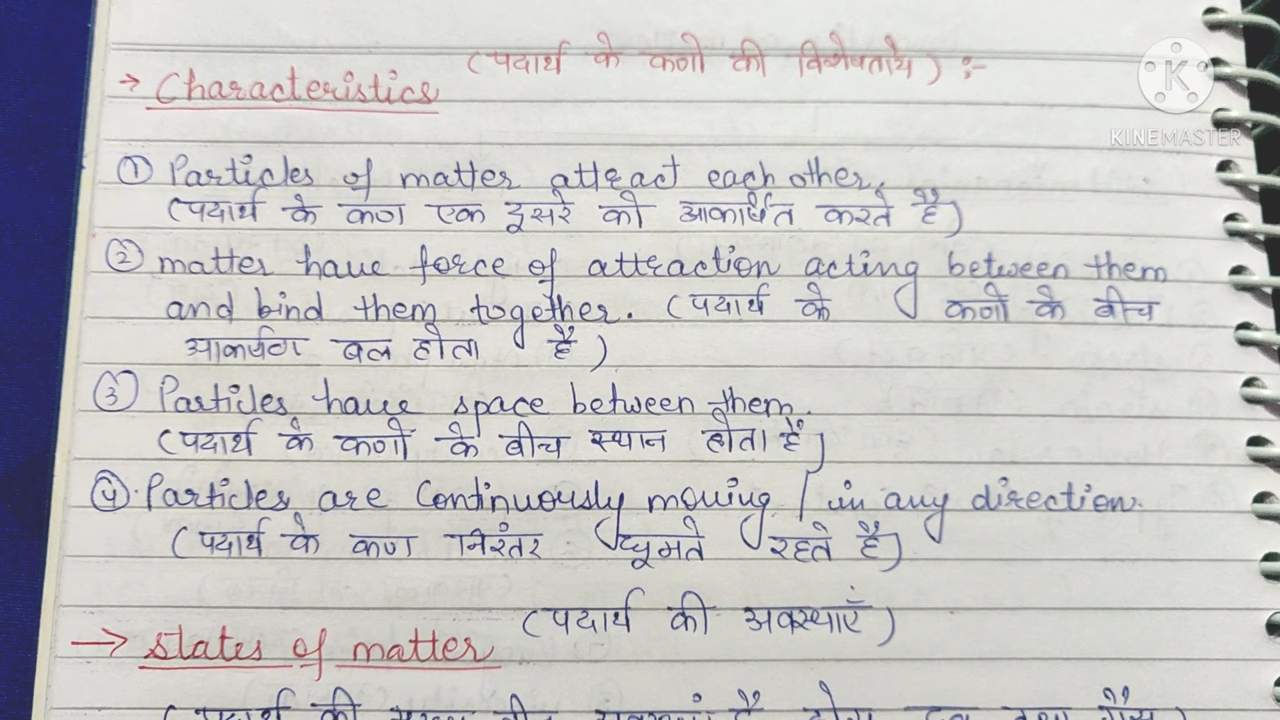 (पदार्थ के कणो की विशेषताये) :-
→ Characteristics
KINEMASTER
① Particles of matter attract each other.
(पदार्थ के कण एक दूसरे को आकार्षित करते हैं)
② matter have force of attraction acting between them
and bind them together. (पदार्थ के कणो के बीच
आकर्षण बल होता है)
③ Particles have space between them.
(पदार्थ के कणो के बीच स्थान होता हैं)
④. Particles are continuously moving / in any direction.
(पदार्थ के कण निरंतर घूमते रहते हैं)
(पदार्थ की अवस्थाएं)
→ states of matter
(पदार्थ की